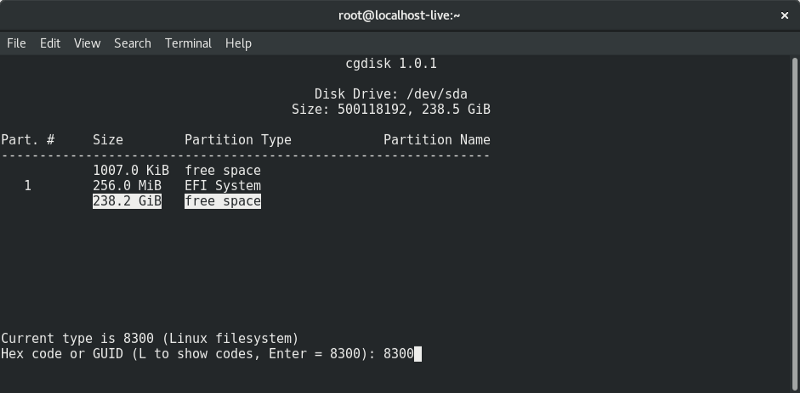 root@localhost-live:~ ×
File Edit View Search Terminal Help
cgdisk 1.0.1
Disk Drive: /dev/sda
Size: 500118192, 238.5 GiB
Part. # Size Partition Type Partition Name
----------------------------------------------------------------
1007.0 KiB free space
1 256.0 MiB EFI System
238.2 GiB free space
Current type is 8300 (Linux filesystem)
Hex code or GUID (L to show codes, Enter = 8300): 8300